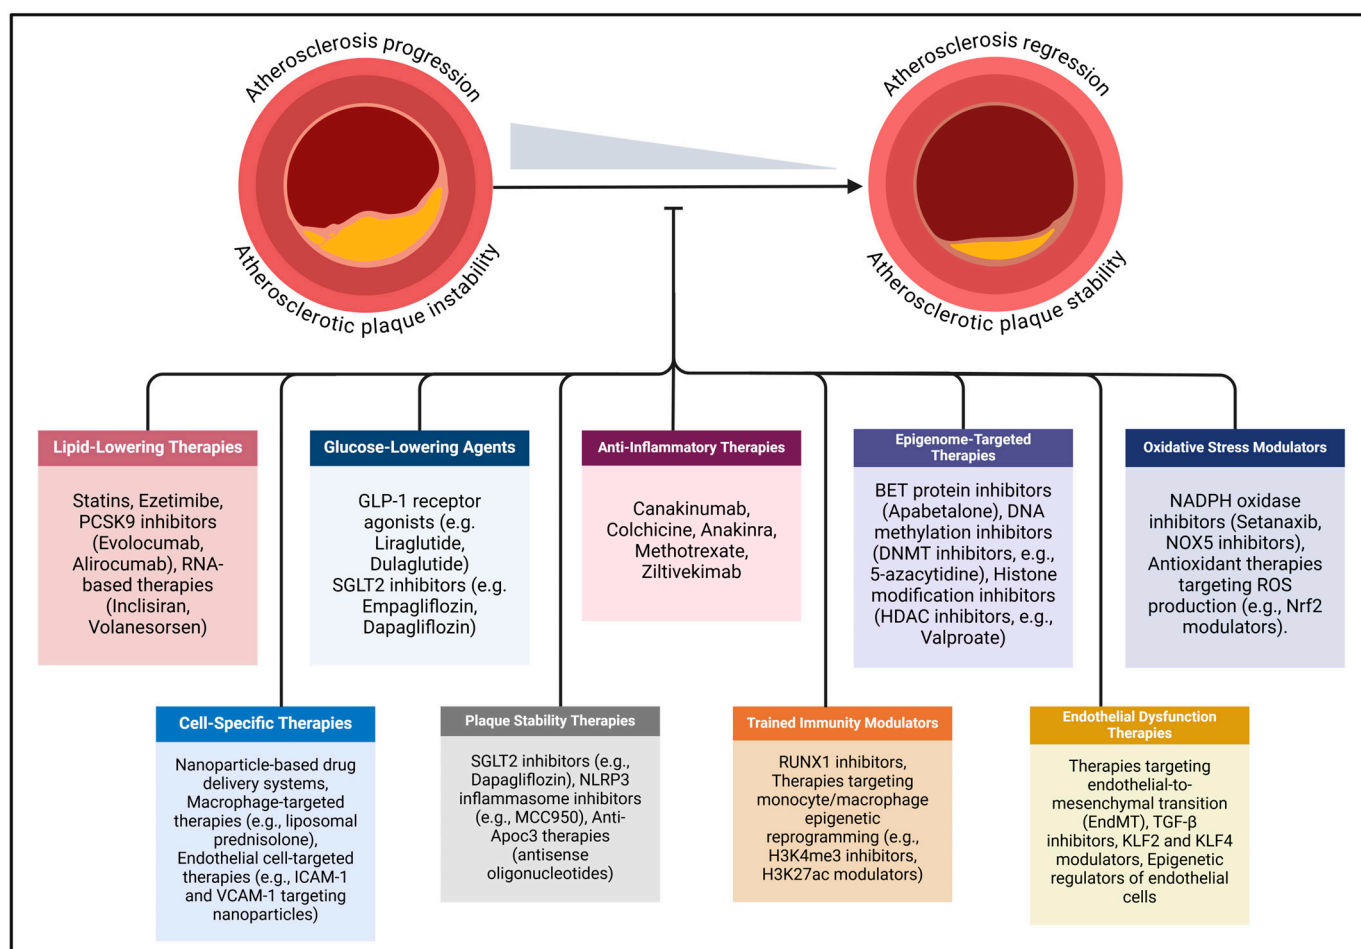 Atherosclerosis progression
Atherosclerotic plaque instability
Atherosclerosis regression
Atherosclerotic plaque stability
Lipid-Lowering Therapies
Statins, Ezetimibe,
PCSK9 inhibitors
(Evolocumab,
Alirocumab), RNA-
based therapies
(Inclisiran,
Volanesorsen)
Glucose-Lowering Agents
GLP-1 receptor
agonists (e.g.
Liraglutide,
Dulaglutide)
SGLT2 inhibitors (e.g.
Empagliflozin,
Dapagliflozin)
Anti-Inflammatory Therapies
Canakinumab,
Colchicine, Anakinra,
Methotrexate,
Ziltivekimab
Epigenome-Targeted
Therapies
BET protein inhibitors
(Apabetalone), DNA
methylation inhibitors
(DNMT inhibitors, e.g.,
5-azacytidine), Histone
modification inhibitors
(HDAC inhibitors, e.g.,
Valproate)
Oxidative Stress Modulators
NADPH oxidase
inhibitors (Setanaxib,
NOX5 inhibitors),
Antioxidant therapies
targeting ROS
production (e.g., Nrf2
modulators).
Cell-Specific Therapies
Nanoparticle-based drug
delivery systems,
Macrophage-targeted
therapies (e.g., liposomal
prednisolone),
Endothelial cell-targeted
therapies (e.g., ICAM-1
and VCAM-1 targeting
nanoparticles)
Plaque Stability Therapies
SGLT2 inhibitors (e.g.,
Dapagliflozin), NLRP3
inflammasome inhibitors
(e.g., MCC950), Anti-
Apoc3 therapies
(antisense
oligonucleotides)
Trained Immunity Modulators
RUNX1 inhibitors,
Therapies targeting
monocyte/macrophage
epigenetic
reprogramming (e.g.,
H3K4me3 inhibitors,
H3K27ac modulators)
Endothelial Dysfunction
Therapies
Therapies targeting
endothelial-to-
mesenchymal transition
(EndMT), TGF-β
inhibitors, KLF2 and KLF4
modulators, Epigenetic
regulators of endothelial
cells